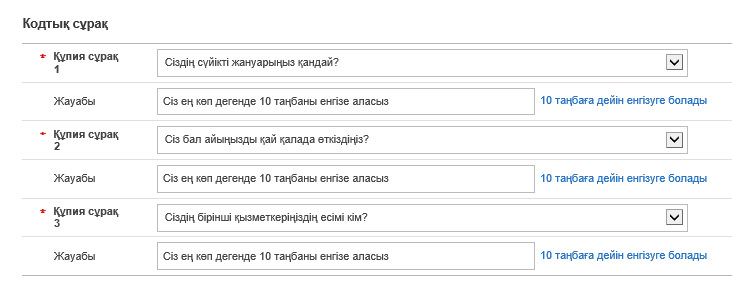 Кодтық сұрақ
* Құпия сұрақ
1
Сіздің сүйікті жануарыңыз қандай?
Жауабы
Сіз ең көп дегенде 10 таңбаны енгізе аласыз
10 таңбаға дейін енгізуге болады
* Құпия сұрақ
2
Сіз бал айыңызды қай қалада өткіздіңіз?
Жауабы
Сіз ең көп дегенде 10 таңбаны енгізе аласыз
10 таңбаға дейін енгізуге болады
* Құпия сұрақ
3
Сіздің бірінші қызметкеріңіздің есімі кім?
Жауабы
Сіз ең көп дегенде 10 таңбаны енгізе аласыз
10 таңбаға дейін енгізуге болады